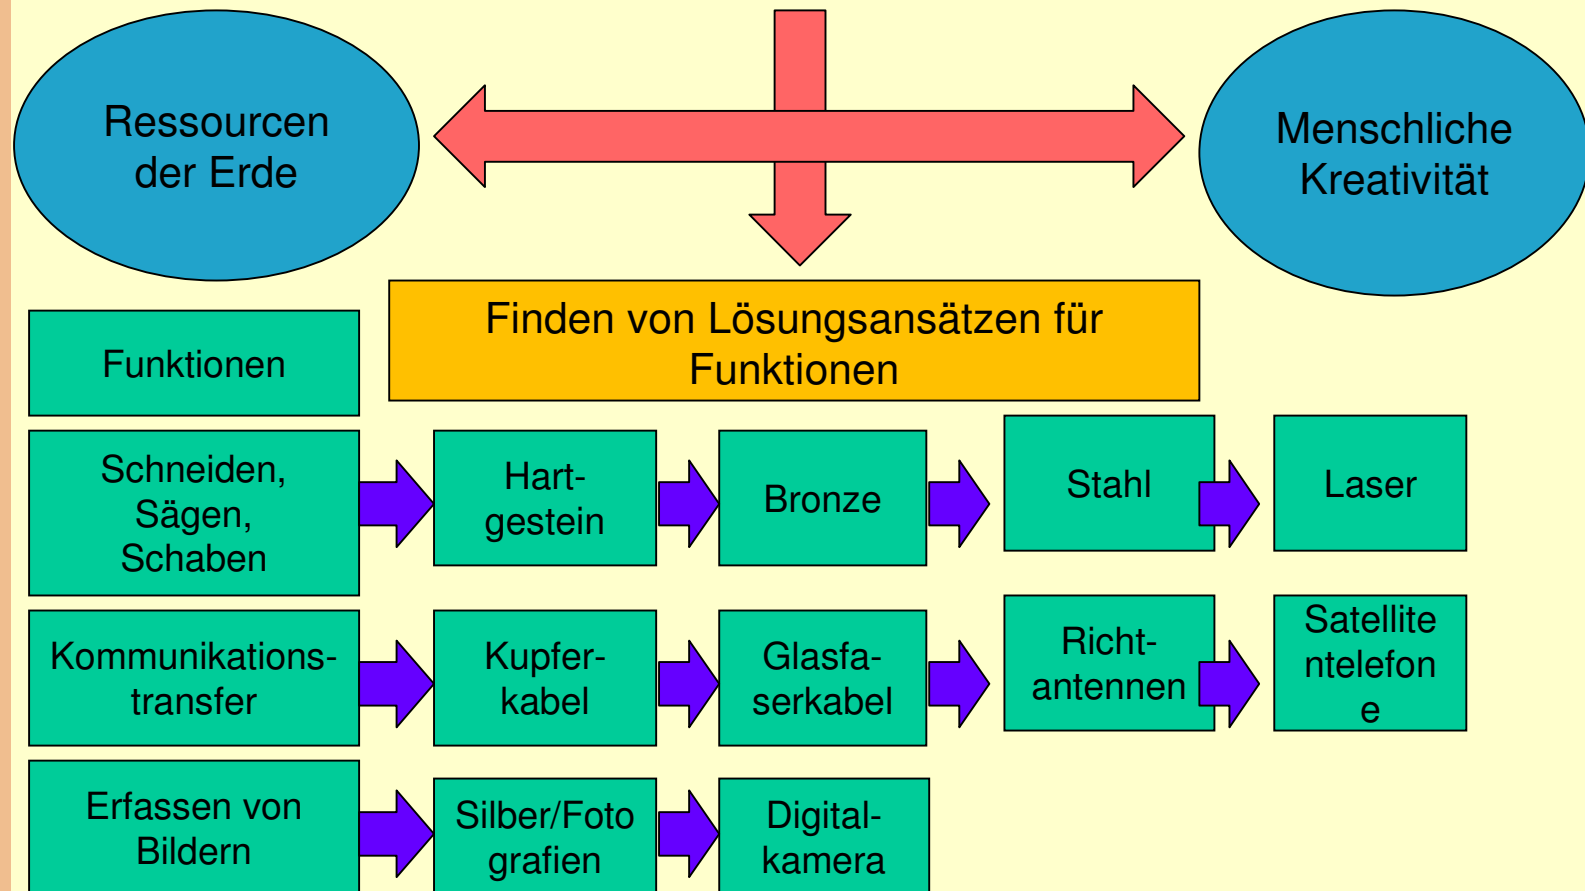 Ressourcen
der Erde
Menschliche
Kreativität
Finden von Lösungsansätzen für
Funktionen
Funktionen
Schneiden,
Sägen,
Schaben
Hart-
gestein
Bronze
Stahl
Laser
Kommunikations-
transfer
Kupfer-
kabel
Glasfa-
serkabel
Richt-
antennen
Satellite
ntelefon
e
Erfassen von
Bildern
Silber/Foto
grafien
Digital-
kamera